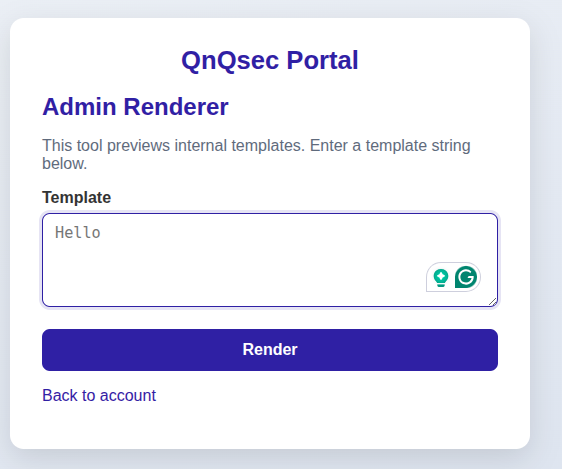 QnQsec Portal
Admin Renderer
This tool previews internal templates. Enter a template string
below.
Template
Hello
Render
Back to account